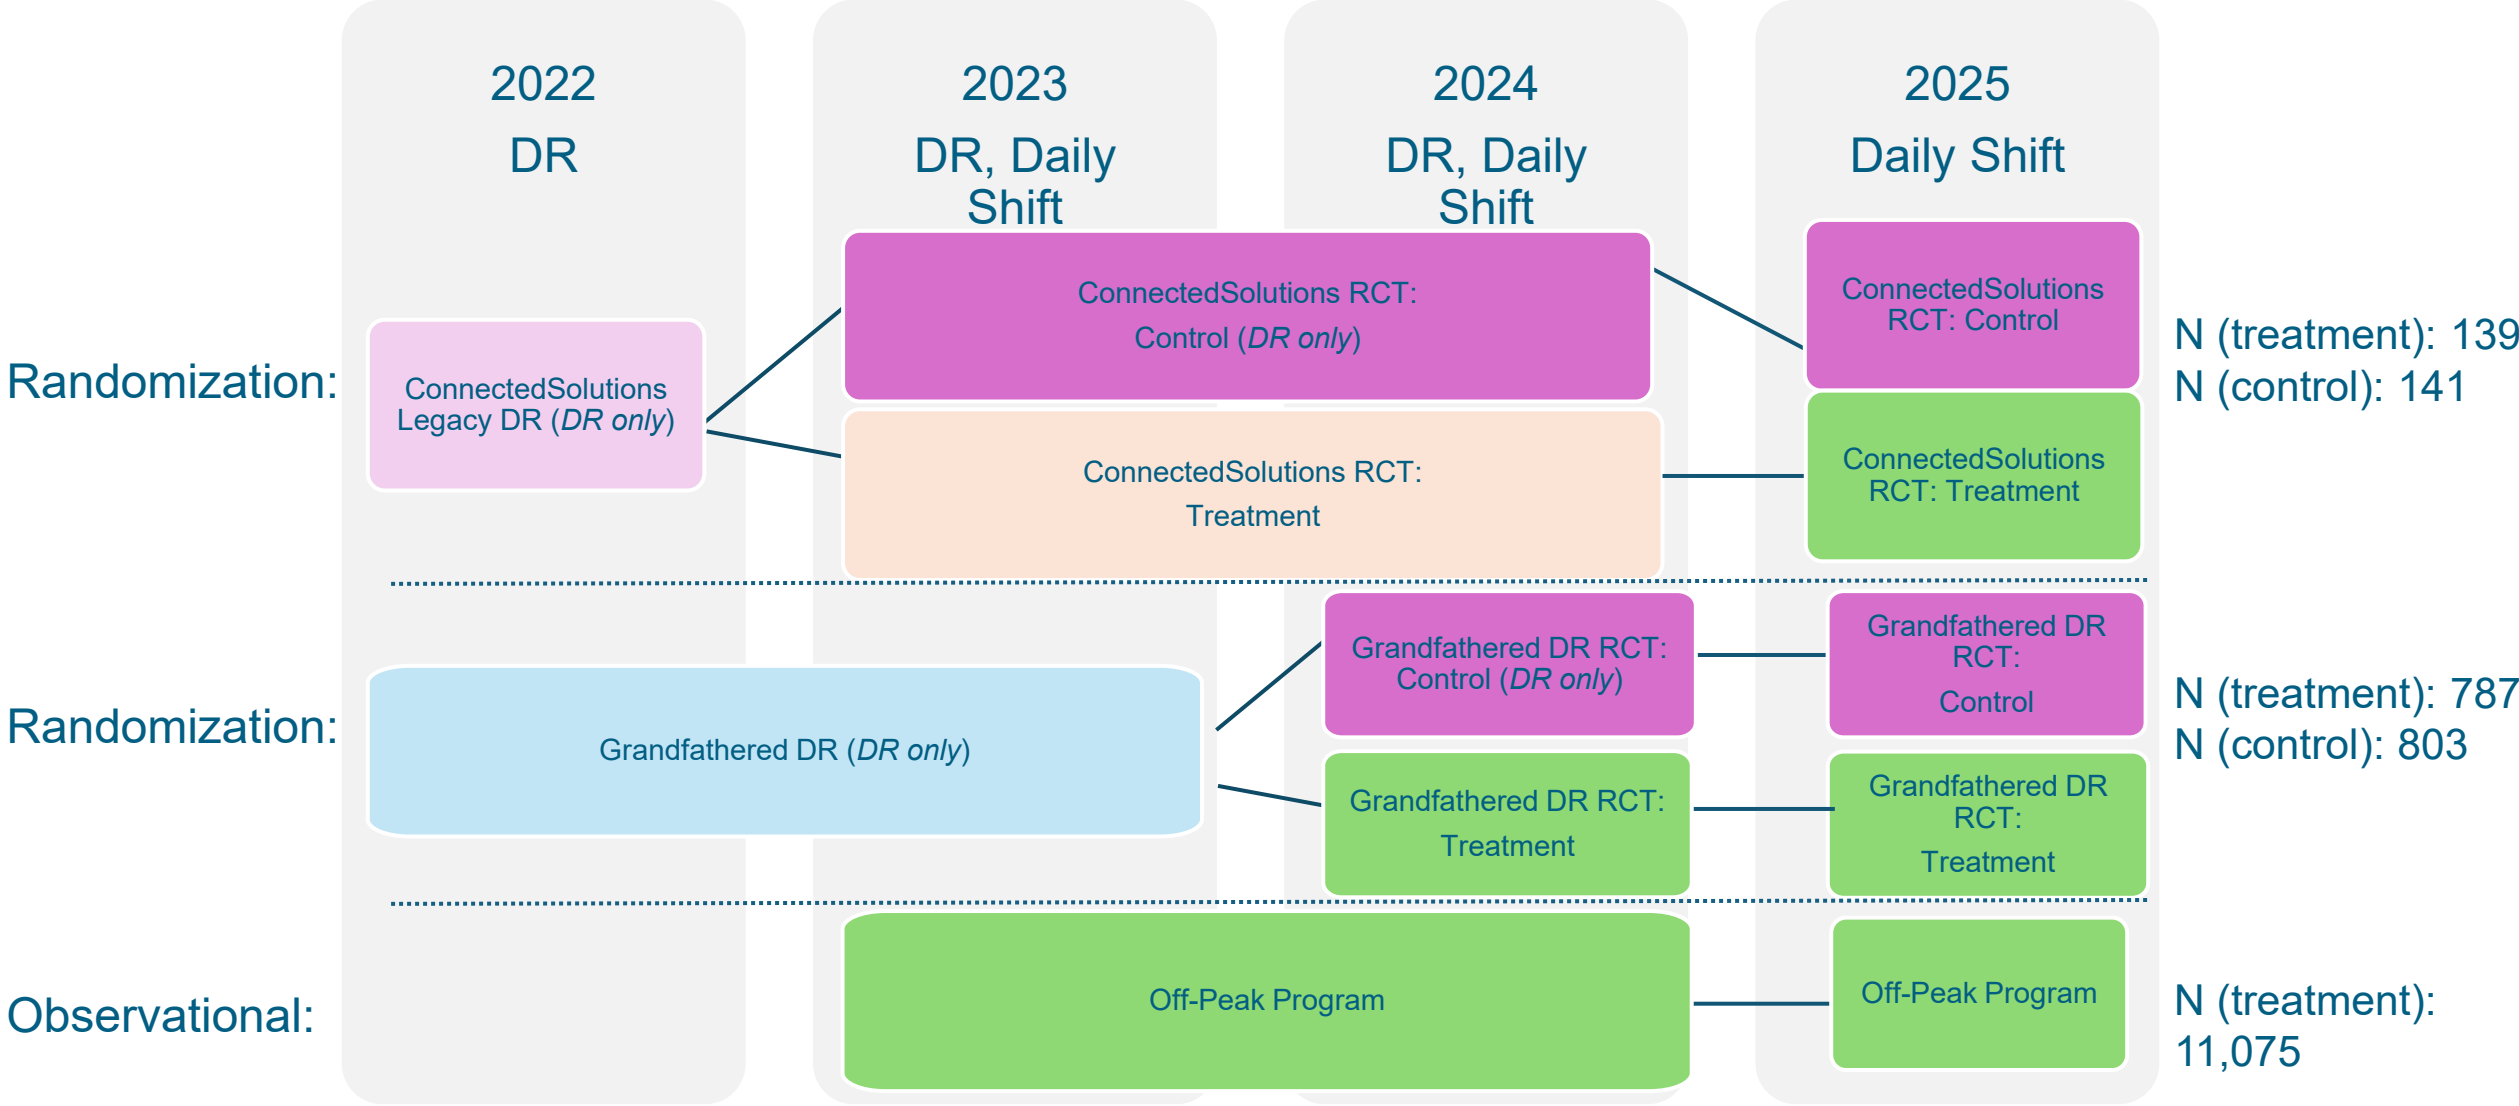 2022
DR
2023
DR, Daily
Shift
2024
DR, Daily
Shift
2025
Daily Shift
Randomization:
ConnectedSolutions
Legacy DR (DR only)
ConnectedSolutions RCT:
Control (DR only)
ConnectedSolutions RCT:
Treatment
ConnectedSolutions
RCT: Control
ConnectedSolutions
RCT: Treatment
N (treatment): 139
N (control): 141
Randomization:
Grandfathered DR (DR only)
Grandfathered DR RCT:
Control (DR only)
Grandfathered DR RCT:
Treatment
Grandfathered DR
RCT:
Control
Grandfathered DR
RCT:
Treatment
N (treatment): 787
N (control): 803
Observational:
Off-Peak Program
Off-Peak Program
N (treatment):
11,075